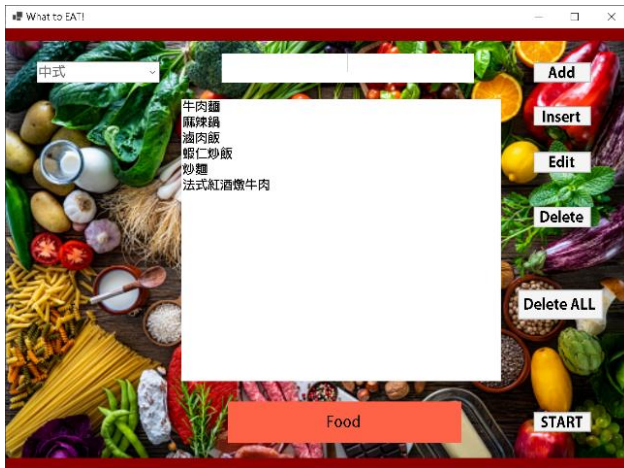 What to EAT!
中式
Add
牛肉麵
麻辣鍋
滷肉飯
蝦仁炒飯
炒麵
法式紅酒燉牛肉
Insert
Edit
Delete
Delete ALL
Food
START